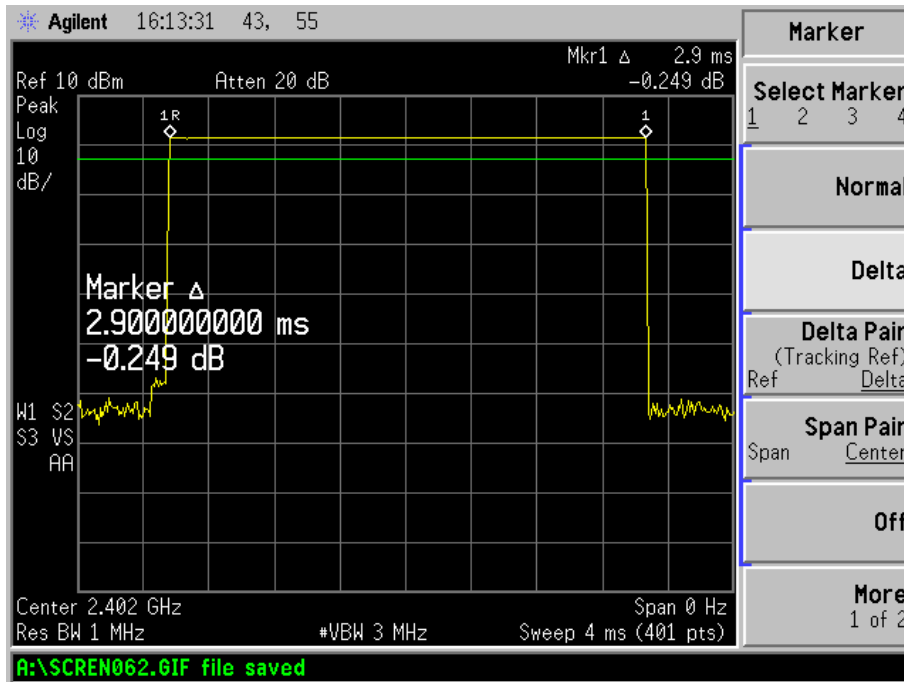 Agilent 16:13:31 43, 55
Marker
Mkr1 Δ 2.9 ms
Ref 10 dBm Atten 20 dB -0.249 dB
Peak
Log
10
dB/
1R
1
Marker Δ
2.900000000 ms
-0.249 dB
W1 S2
S3 VS
AA
Center 2.402 GHz Span 0 Hz
Res BW 1 MHz #VBW 3 MHz Sweep 4 ms (401 pts)
A:\SCREN062.GIF file saved
Select Marker
1 2 3 4
Normal
Delta
Delta Pair
(Tracking Ref)
Ref Delta
Span Pair
Span Center
Off
More
1 of 2